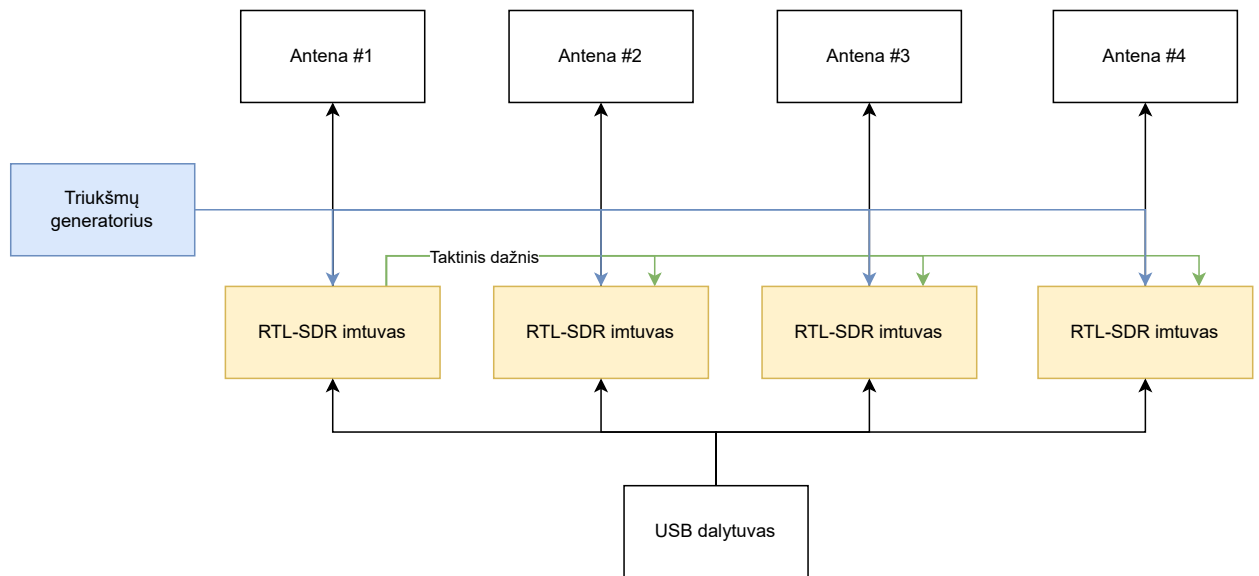 Antena #1
Antena #2
Antena #3
Antena #4
Triukšmų
generatorius
Taktinis dažnis
RTL-SDR imtuvas
RTL-SDR imtuvas
RTL-SDR imtuvas
RTL-SDR imtuvas
USB dalytuvas